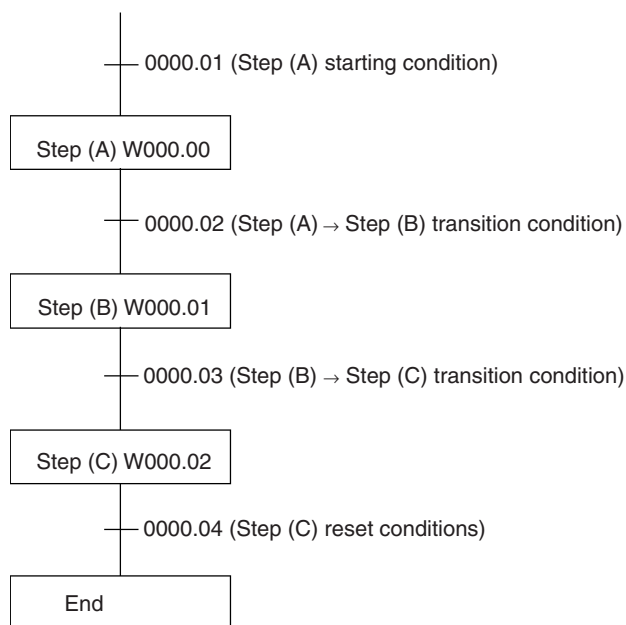 0000.01 (Step (A) starting condition)
Step (A) W000.00
0000.02 (Step (A) → Step (B) transition condition)
Step (B) W000.01
0000.03 (Step (B) → Step (C) transition condition)
Step (C) W000.02
0000.04 (Step (C) reset conditions)
End